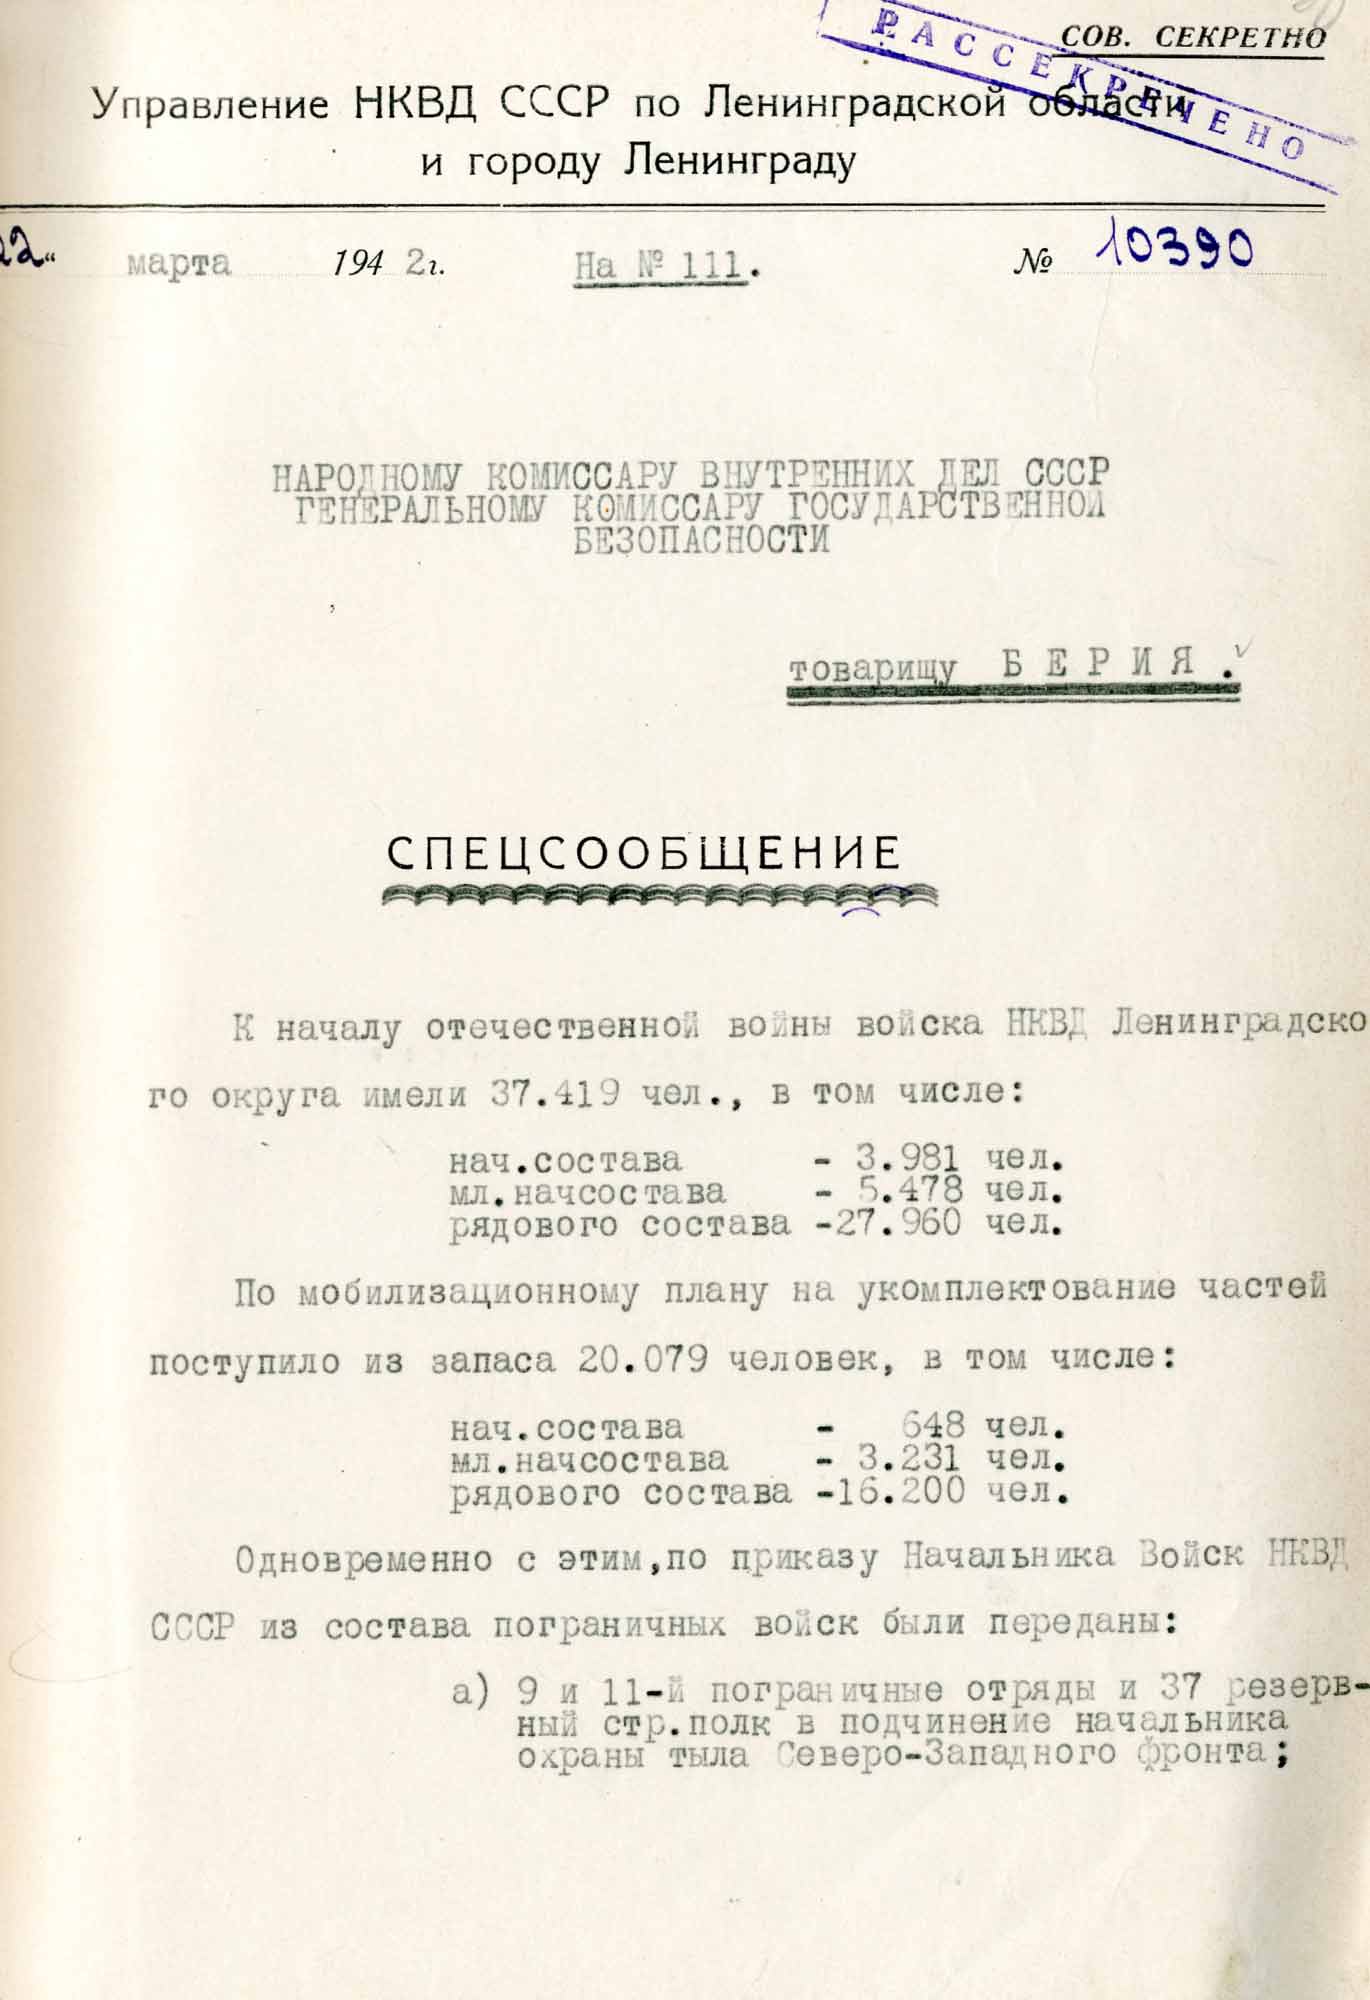 СОВ. СЕКРЕТНО
РАССЕКРЕЧЕНО
Управление НКВД СССР по Ленинградской области
и городу Ленинграду
22" марта 1942г. На № 111. № 10390
НАРОДНОМУ КОМИССАРУ ВНУТРЕННИХ ДЕЛ СССР
ГЕНЕРАЛЬНОМУ КОМИССАРУ ГОСУДАРСТВЕННОЙ
БЕЗОПАСНОСТИ
товарищу БЕРИЯ.
СПЕЦСООБЩЕНИЕ
К началу отечественной войны войска НКВД Ленинградско
го округа имели 37.419 чел., в том числе:
нач.состава - 3.981 чел.
мл.начсостава - 5.478 чел.
рядового состава -27.960 чел.
По мобилизационному плану на укомплектование частей
поступило из запаса 20.079 человек, в том числе:
нач.состава - 648 чел.
мл.начсостава - 3.231 чел.
рядового состава -16.200 чел.
Одновременно с этим,по приказу Начальника Войск НКВД
СССР из состава пограничных войск были переданы:
а) 9 и 11-й пограничные отряды и 37 резерв-
ный стр.полк в подчинение начальника
охраны тыла Северо-Западного фронта;